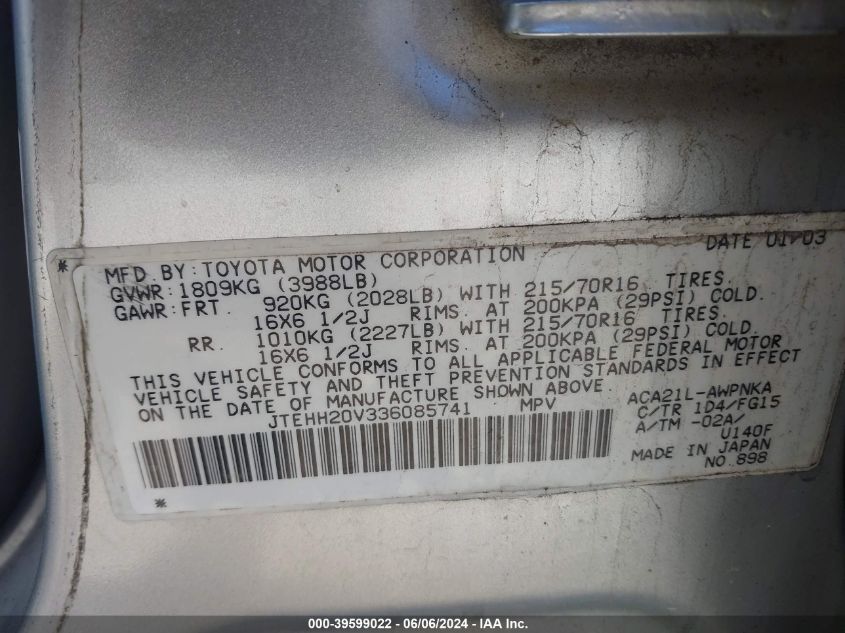 DATE 01/03
* MFD BY: TOYOTA MOTOR CORPORATION
GVWR: 1809KG (3988LB)
GAWR: FRT. 920KG (2028LB) WITH 215/70R16 TIRES.
16X6 1/2J RIMS. AT 200KPA (29PSI) COLD.
RR. 1010KG (2227LB) WITH 215/70R16 TIRES.
16X6 1/2J RIMS. AT 200KPA (29PSI) COLD.
THIS VEHICLE CONFORMS TO ALL APPLICABLE FEDERAL MOTOR
VEHICLE SAFETY AND THEFT PREVENTION STANDARDS IN EFFECT
ON THE DATE OF MANUFACTURE SHOWN ABOVE.
JTEHH20V336085741 MPV
ACA21L-AWPNKA
C/TR 1D4/FG15
A/TM -02A/
U140F
MADE IN JAPAN
NO.898
*
000-39599022 - 06/06/2024 - IAA Inc.